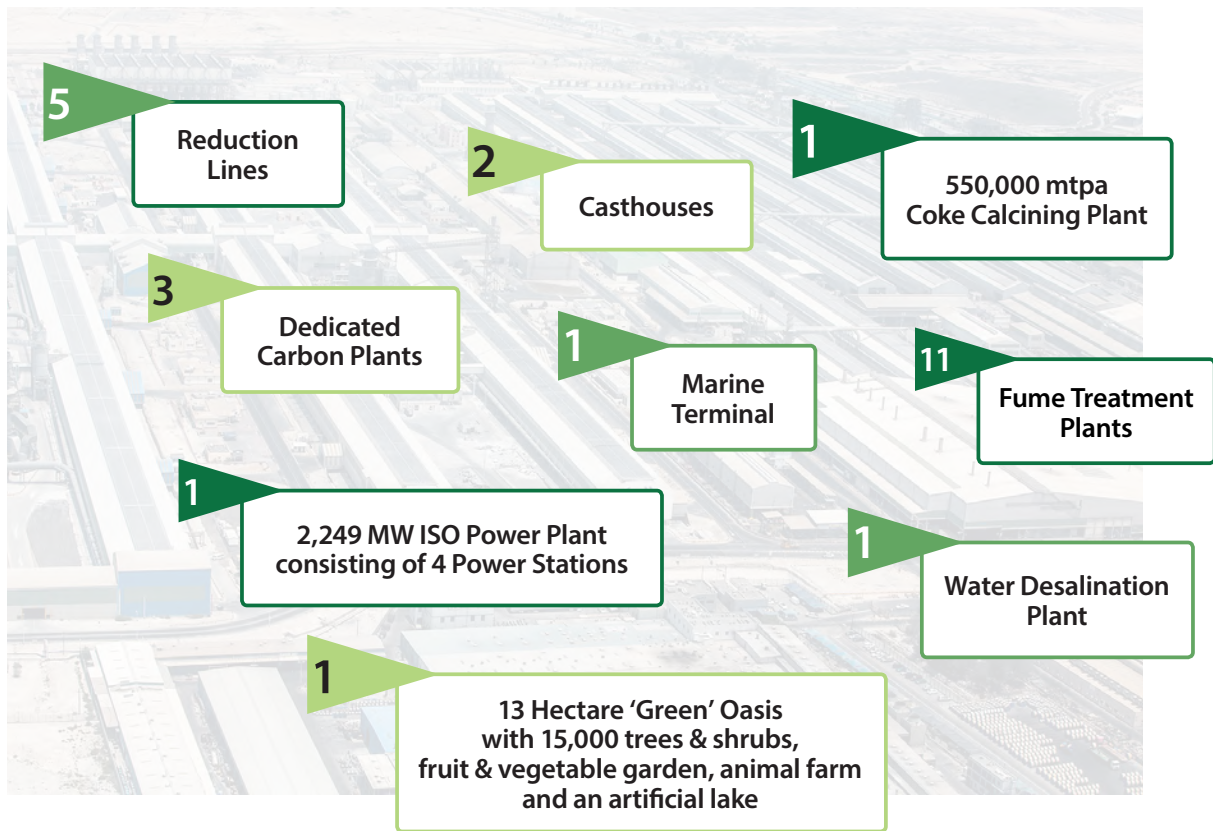 5
Reduction
Lines
2
Casthouses
1
550,000 mtpa
Coke Calcining Plant
3
Dedicated
Carbon Plants
1
Marine
Terminal
11
Fume Treatment
Plants
1
2,249 MW ISO Power Plant
consisting of 4 Power Stations
1
Water Desalination
Plant
1
13 Hectare ‘Green’ Oasis
with 15,000 trees & shrubs,
fruit & vegetable garden, animal farm
and an artificial lake